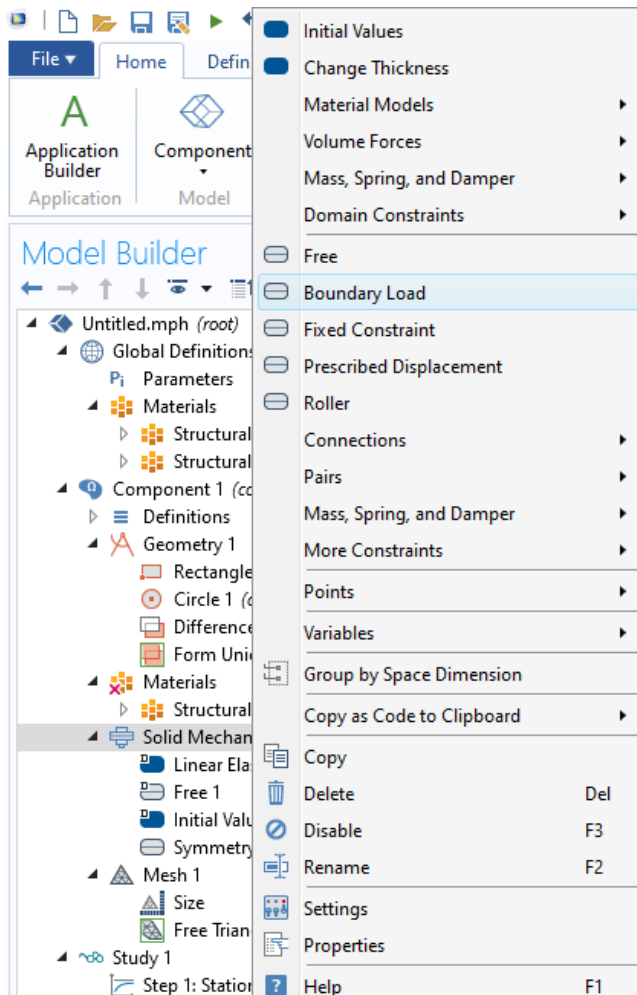 File
Home
Defin
Application Builder
Application
Component
Model
Model Builder
Untitled.mph (root)
Global Definitions
Pi Parameters
Materials
Structural
Structural
Component 1 (co
Definitions
Geometry 1
Rectangle
Circle 1 (c
Difference
Form Unio
Materials
Structural
Solid Mechan
Linear Ela
Free 1
Initial Valu
Symmetry
Mesh 1
Size
Free Trian
Study 1
Step 1: Station
Initial Values
Change Thickness
Material Models
Volume Forces
Mass, Spring, and Damper
Domain Constraints
Free
Boundary Load
Fixed Constraint
Prescribed Displacement
Roller
Connections
Pairs
Mass, Spring, and Damper
More Constraints
Points
Variables
Group by Space Dimension
Copy as Code to Clipboard
Copy
Delete Del
Disable F3
Rename F2
Settings
Properties
Help F1